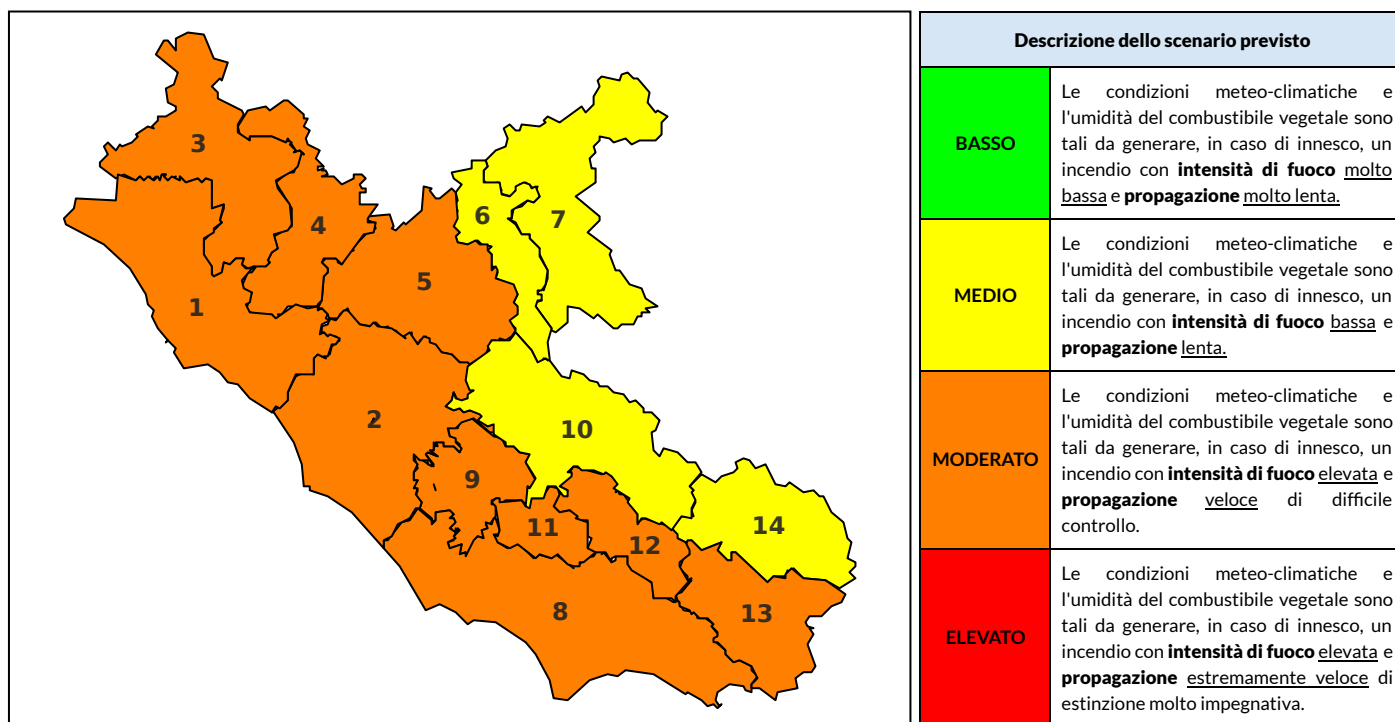 3
4
6
7
5
1
2
10
9
11
12
14
8
13
Descrizione dello scenario previsto
BASSO
Le condizioni meteo-climatiche e
l'umidità del combustibile vegetale sono
tali da generare, in caso di innesco, un
incendio con intensità di fuoco molto
bassa e propagazione molto lenta.
MEDIO
Le condizioni meteo-climatiche e
l'umidità del combustibile vegetale sono
tali da generare, in caso di innesco, un
incendio con intensità di fuoco bassa e
propagazione lenta.
MODERATO
Le condizioni meteo-climatiche e
l'umidità del combustibile vegetale sono
tali da generare, in caso di innesco, un
incendio con intensità di fuoco elevata e
propagazione veloce di difficile
controllo.
ELEVATO
Le condizioni meteo-climatiche e
l'umidità del combustibile vegetale sono
tali da generare, in caso di innesco, un
incendio con intensità di fuoco elevata e
propagazione estremamente veloce di
estinzione molto impegnativa.